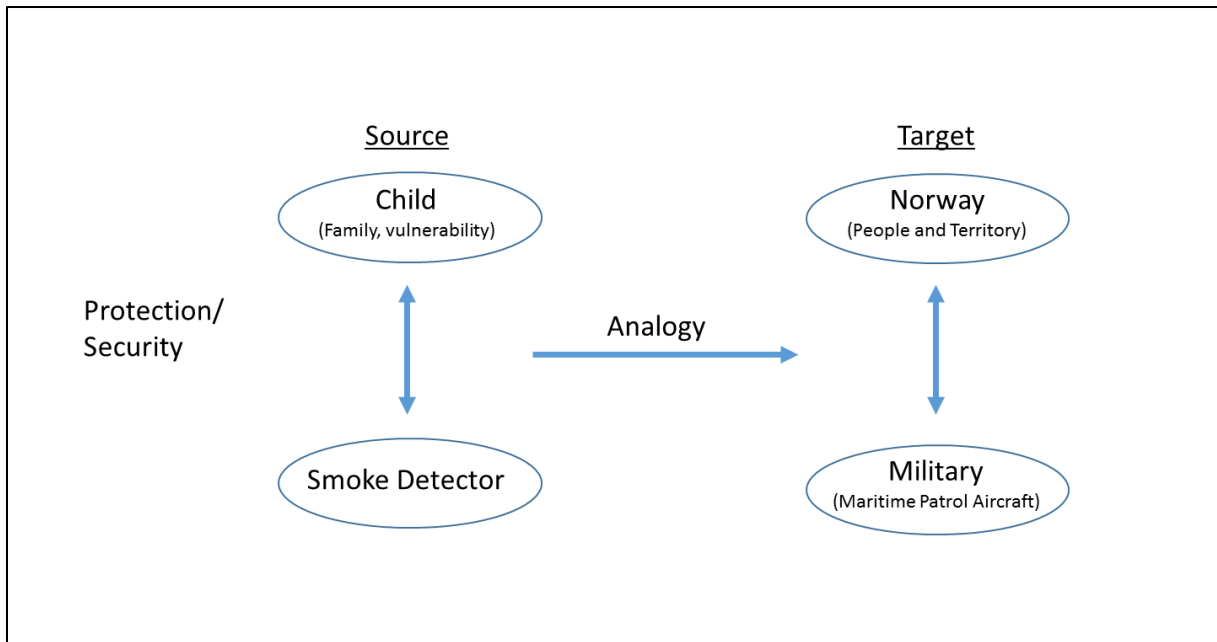 Source
Target
Child
(Family, vulnerability)
Norway
(People and Territory)
Protection/
Security
Analogy
Smoke Detector
Military
(Maritime Patrol Aircraft)